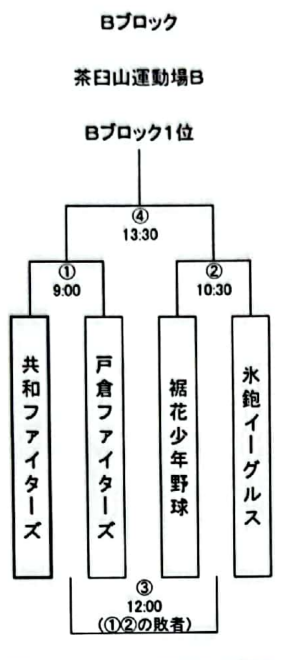 Bブロック
茶臼山運動場B
Bブロック1位
④
13:30
①
9:00
②
10:30
共和ファイターズ
戸倉ファイターズ
裾花少年野球
氷鉋イーグルス
③
12:00
(①②の敗者)